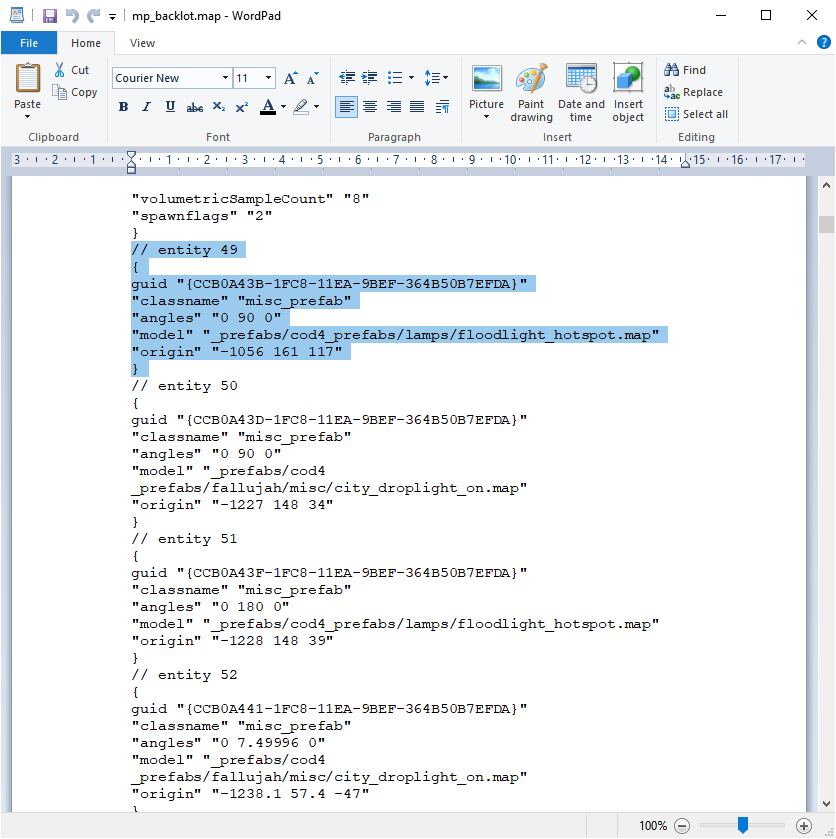 mp_backlot.map - WordPad
File
Home
View
Paste
Cut
Copy
Clipboard
Courier New
11
Font
Paragraph
Picture
Paint drawing
Date and time
Insert object
Insert
Find
Replace
Select all
Editing
3 2 1 1 2 3 4 5 6 7 8 9 10 11 12 13 14 15 16 17
"volumetricSampleCount" "8"
"spawnflags" "2"
}
// entity 49
{
guid "{CCB0A43B-1FC8-11EA-9BEF-364B50B7EFDA}"
"classname" "misc_prefab"
"angles" "0 90 0"
"model" "_prefabs/cod4_prefabs/lamps/floodlight_hotspot.map"
"origin" "-1056 161 117"
}
// entity 50
{
guid "{CCB0A43D-1FC8-11EA-9BEF-364B50B7EFDA}"
"classname" "misc_prefab"
"angles" "0 90 0"
"model" "_prefabs/cod4
_prefabs/fallujah/misc/city_droplight_on.map"
"origin" "-1227 148 34"
}
// entity 51
{
guid "{CCB0A43F-1FC8-11EA-9BEF-364B50B7EFDA}"
"classname" "misc_prefab"
"angles" "0 180 0"
"model" "_prefabs/cod4_prefabs/lamps/floodlight_hotspot.map"
"origin" "-1228 148 39"
}
// entity 52
{
guid "{CCB0A441-1FC8-11EA-9BEF-364B50B7EFDA}"
"classname" "misc_prefab"
"angles" "0 7.49996 0"
"model" "_prefabs/cod4
_prefabs/fallujah/misc/city_droplight_on.map"
"origin" "-1238.1 57.4 -47"
}
100%